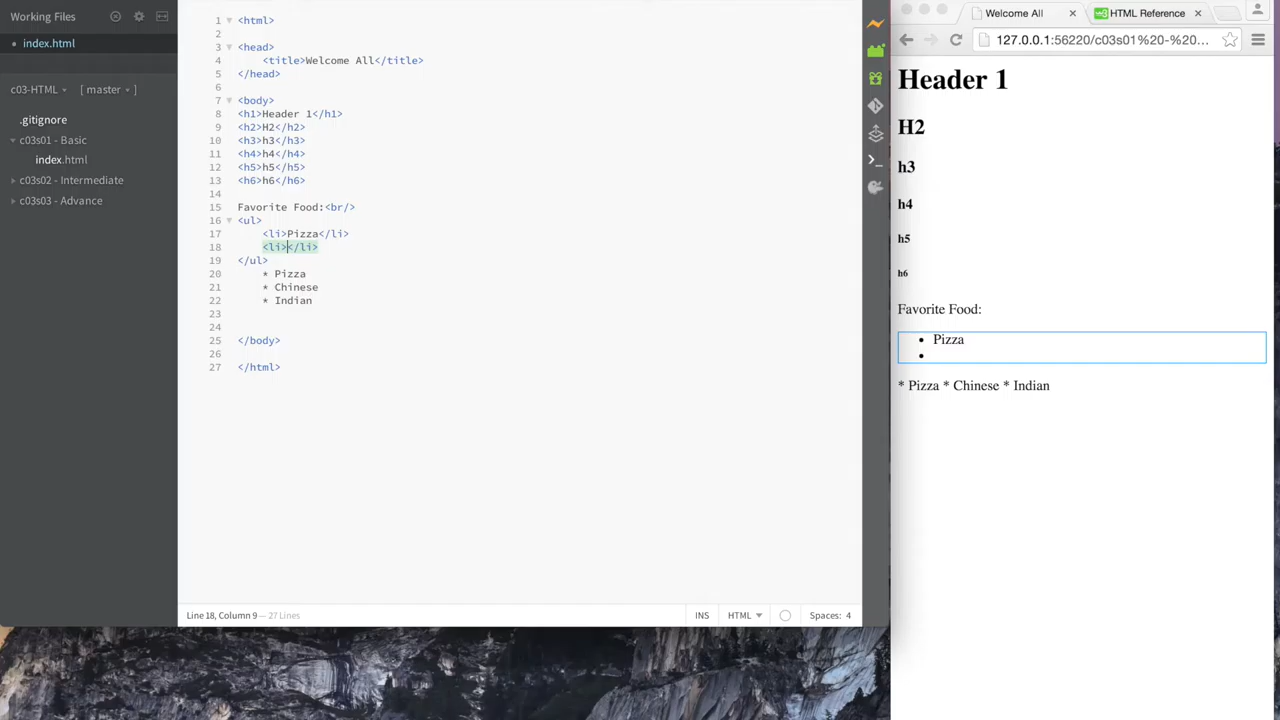 Working Files
index.html
c03-HTML
[ master ]
.gitignore
c03s01 - Basic
index.html
c03s02 - Intermediate
c03s03 - Advance
1 <html>
2
3 <head>
4 <title>Welcome All</title>
5 </head>
6
7 <body>
8 <h1>Header 1</h1>
9 <h2>H2</h2>
10 <h3>h3</h3>
11 <h4>h4</h4>
12 <h5>h5</h5>
13 <h6>h6</h6>
14
15 Favorite Food:<br/>
16 <ul>
17 <li>Pizza</li>
18 <li></li>
19 </ul>
20 * Pizza
21 * Chinese
22 * Indian
23
24
25 </body>
26
27 </html>
Line 18, Column 9 — 27 Lines
INS
HTML
Spaces: 4
Welcome All
w3 HTML Reference
127.0.0.1:56220/c03s01%20-%20...
Header 1
H2
h3
h4
h5
h6
Favorite Food:
• Pizza
•
* Pizza * Chinese * Indian